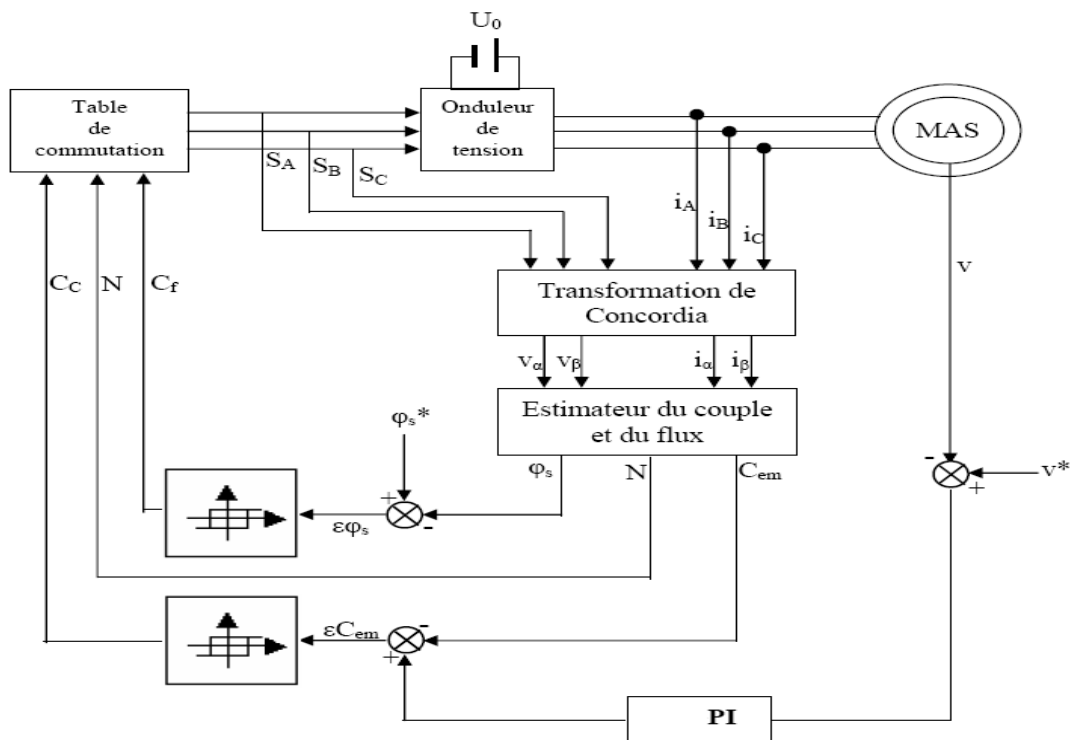 U₀
Table
de
commutation
Onduleur
de
tension
MAS
S_A
S_B
S_C
i_A
i_B
i_C
v
C_C
N
C_f
Transformation de
Concordia
v_α
v_β
i_α
i_β
Estimateur du couple
et du flux
φ_s*
φ_s
N
C_em
-
v*
+
+
-
εφ_s
εC_em
-
+
PI